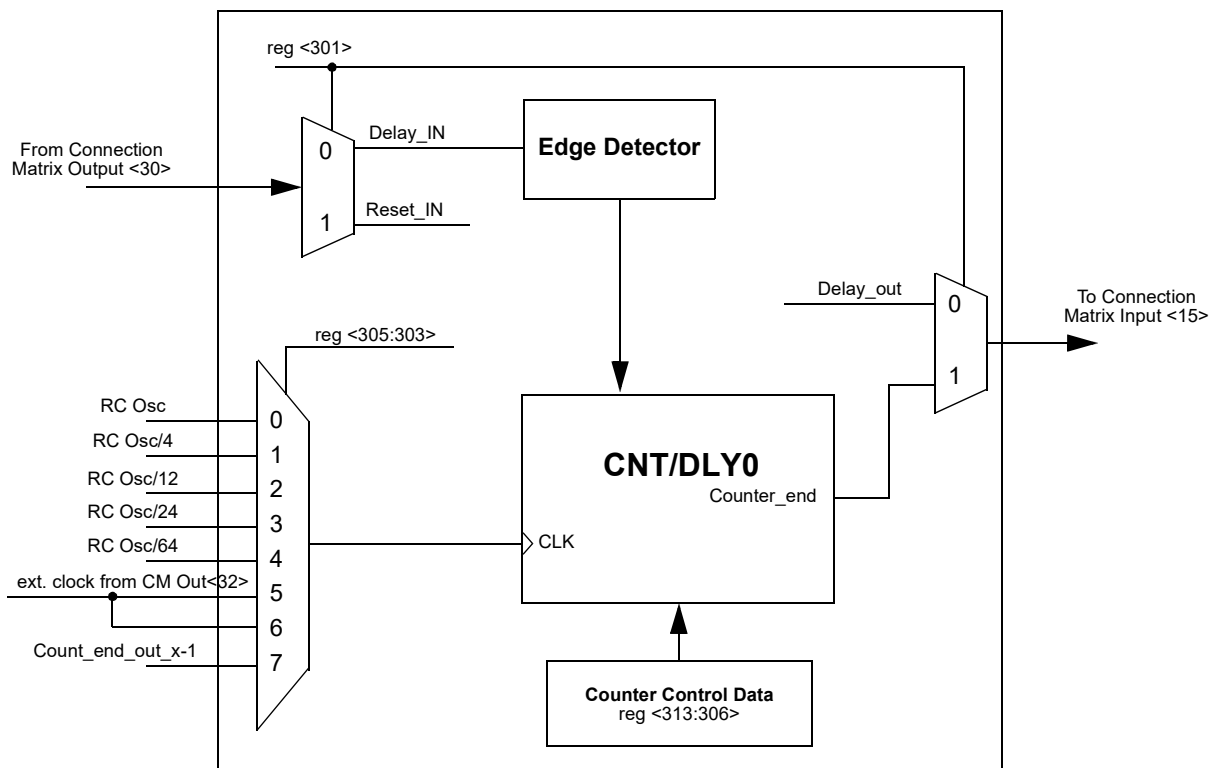 reg <301>
From Connection
Matrix Output <30>
0
1
Delay_IN
Reset_IN
Edge Detector
Delay_out
0
1
To Connection
Matrix Input <15>
reg <305:303>
RC Osc
RC Osc/4
RC Osc/12
RC Osc/24
RC Osc/64
ext. clock from CM Out<32>
Count_end_out_x-1
0
1
2
3
4
5
6
7
CNT/DLY0
Counter_end
CLK
Counter Control Data
reg <313:306>